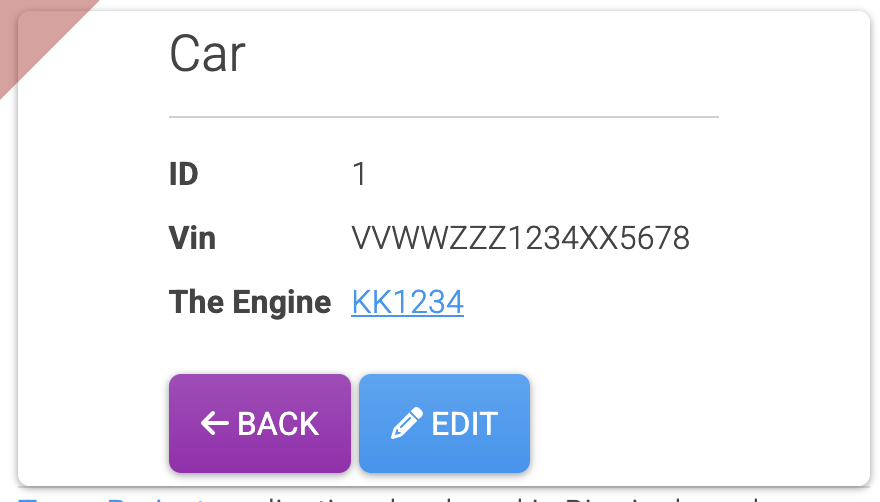 Car
ID 1
Vin VVWWZZZ1234XX5678
The Engine KK1234
BACK EDIT